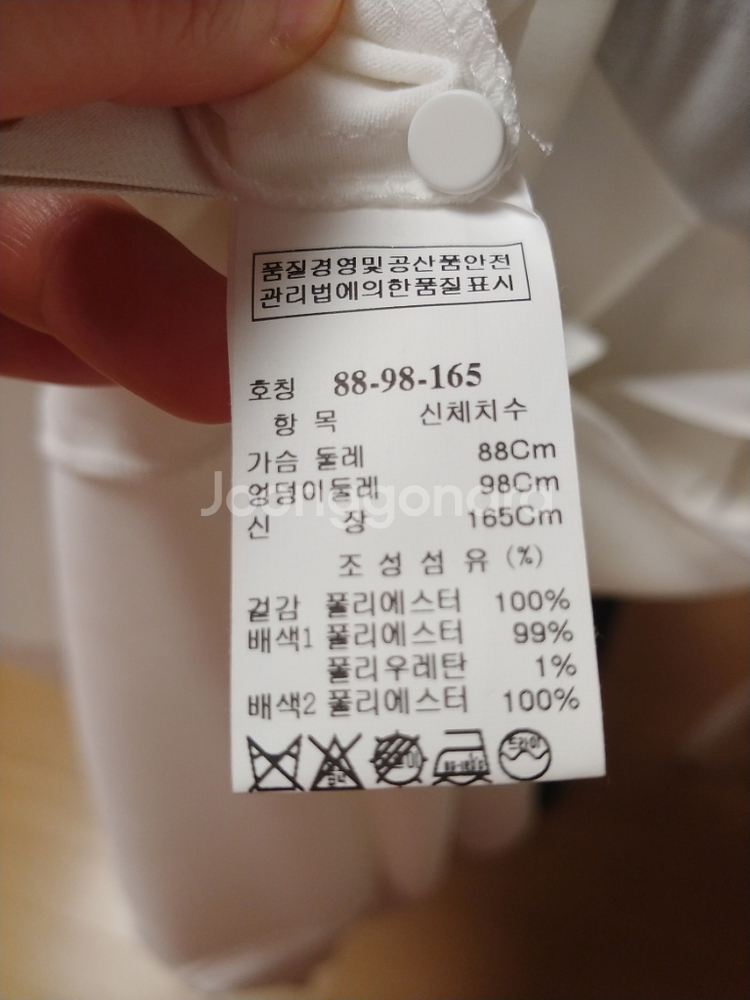 품질경영및공산품안전
관리법에의한품질표시
호칭 88-98-165
항 목 신체치수
가슴 둘레 88Cm
엉덩이둘레 98Cm
Joonggonara
신 장 165Cm
조 성 섬 유 (%)
겉감 폴리에스터 100%
배색1 폴리에스터 99%
폴리우레탄 1%
배색2 폴리에스터 100%
드라이